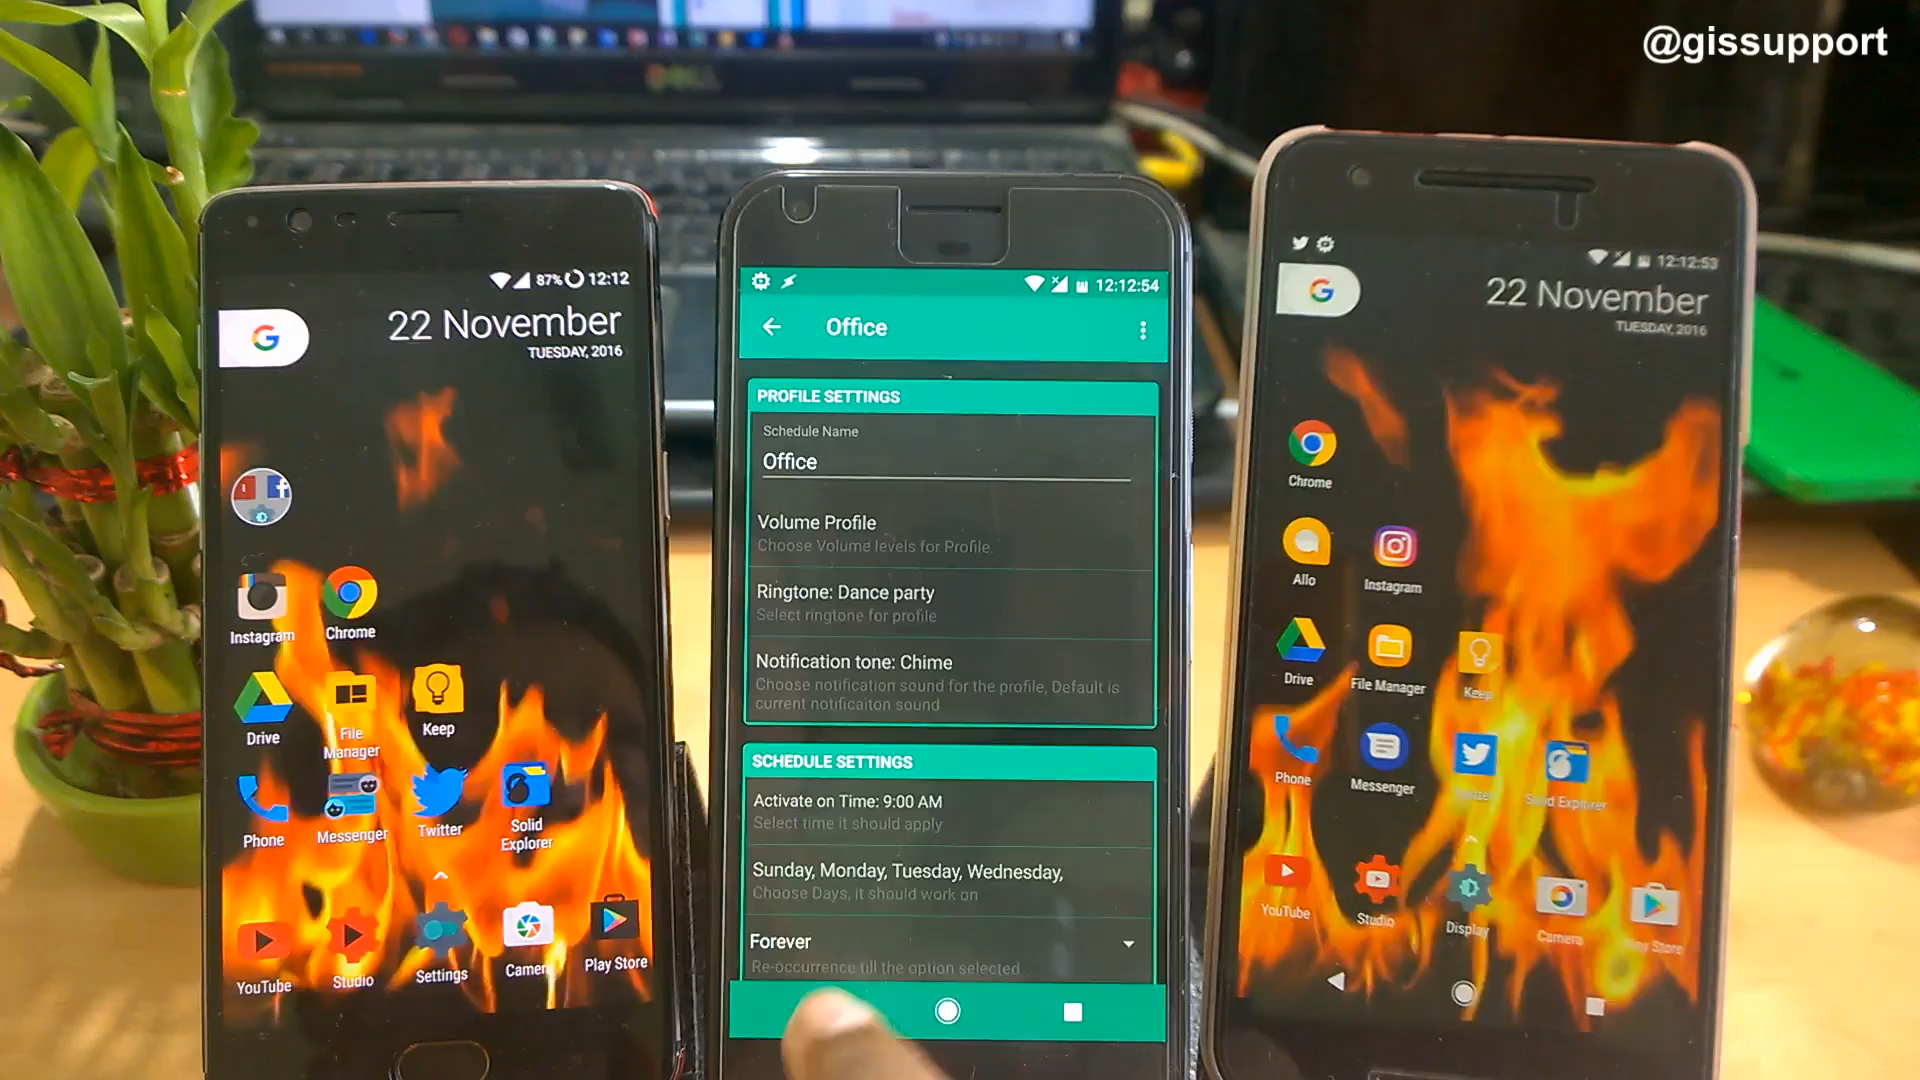 @gissupport
DELL
87% 12:12
22 November
TUESDAY, 2016
Instagram
Chrome
Drive
File Manager
Keep
Phone
Messenger
Twitter
Solid Explorer
YouTube
Studio
Settings
Camera
Play Store
12:12:54
Office
PROFILE SETTINGS
Schedule Name
Office
Volume Profile
Choose Volume levels for Profile.
Ringtone: Dance party
Select ringtone for profile
Notification tone: Chime
Choose notification sound for the profile, Default is
current notificaiton sound
SCHEDULE SETTINGS
Activate on Time: 9:00 AM
Select time it should apply
Sunday, Monday, Tuesday, Wednesday,
Choose Days, it should work on
Forever
Re-occurrence till the option selected
12:12:53
22 November
TUESDAY, 2016
Chrome
Allo
Instagram
Drive
File Manager
Keep
Phone
Messenger
Twitter
Solid Explorer
YouTube
Studio
Display
Camera
Play Store